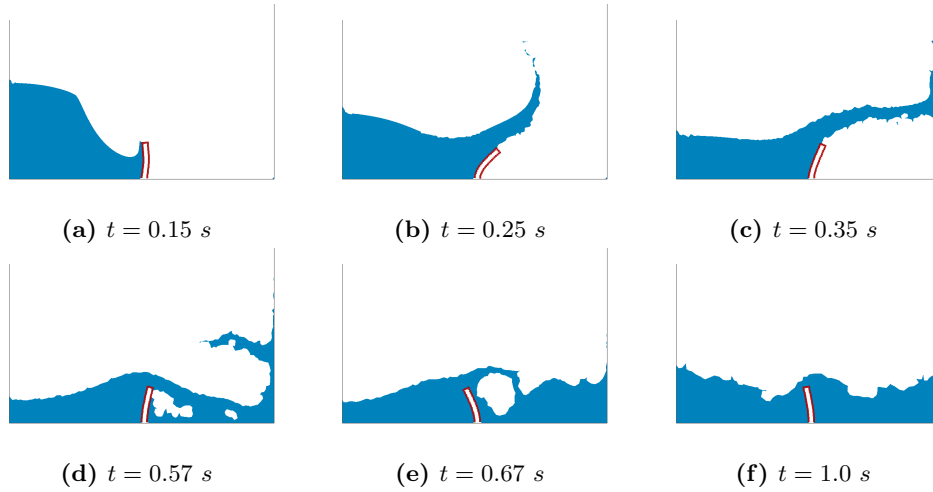 (a) t = 0.15 s
(b) t = 0.25 s
(c) t = 0.35 s
(d) t = 0.57 s
(e) t = 0.67 s
(f) t = 1.0 s